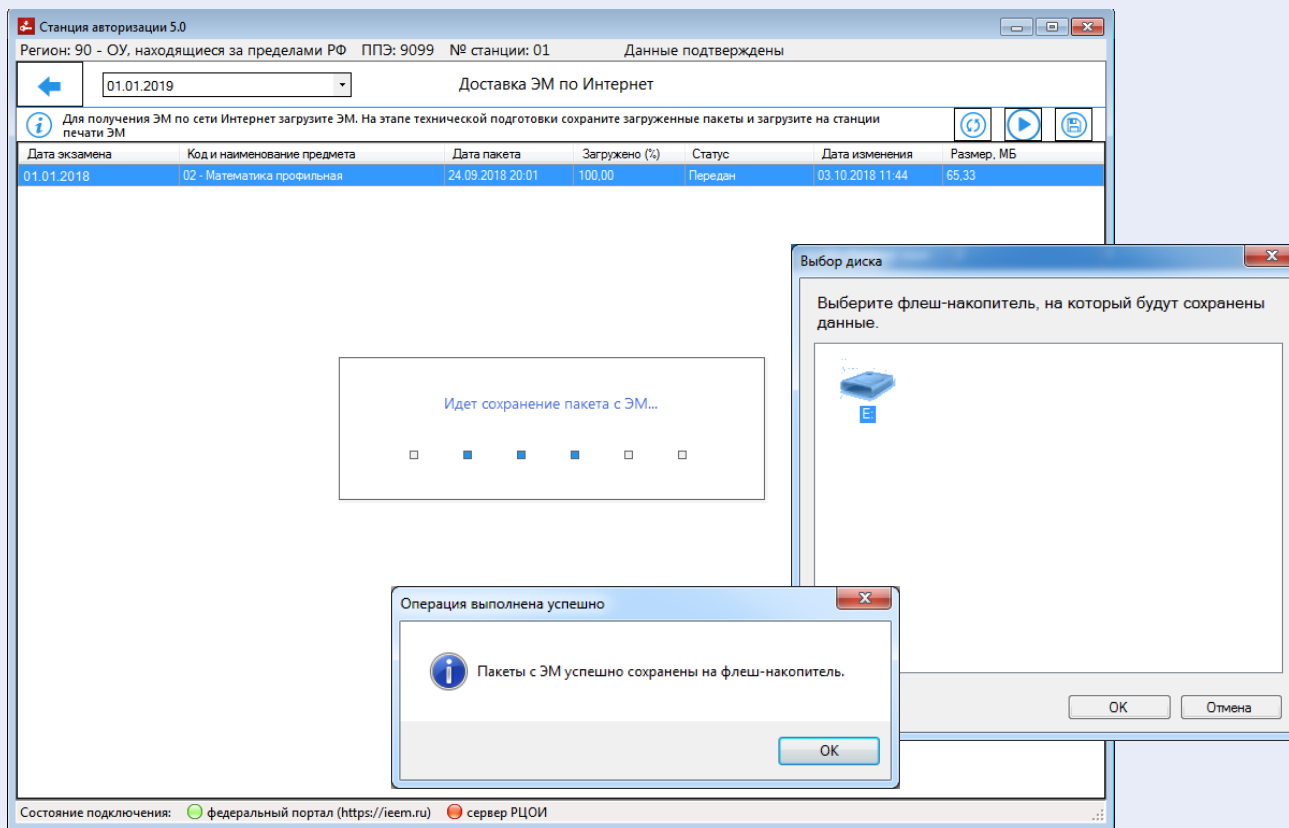 Станция авторизации 5.0
Регион: 90 - ОУ, находящиеся за пределами РФ ППЭ: 9099 № станции: 01 Данные подтверждены
01.01.2019 Доставка ЭМ по Интернет
Для получения ЭМ по сети Интернет загрузите ЭМ. На этапе технической подготовки сохраните загруженные пакеты и загрузите на станции
печати ЭМ
Дата экзамена Код и наименование предмета Дата пакета Загружено (%) Статус Дата изменения Размер, МБ
01.01.2018 02 - Математика профильная 24.09.2018 20:01 100,00 Передан 03.10.2018 11:44 65,33
Выбор диска
Выберите флеш-накопитель, на который будут сохранены
данные.
E:
OK Отмена
Идет сохранение пакета с ЭМ...
Операция выполнена успешно
Пакеты с ЭМ успешно сохранены на флеш-накопитель.
OK
Состояние подключения: федеральный портал (https://ieem.ru) сервер РЦОИ